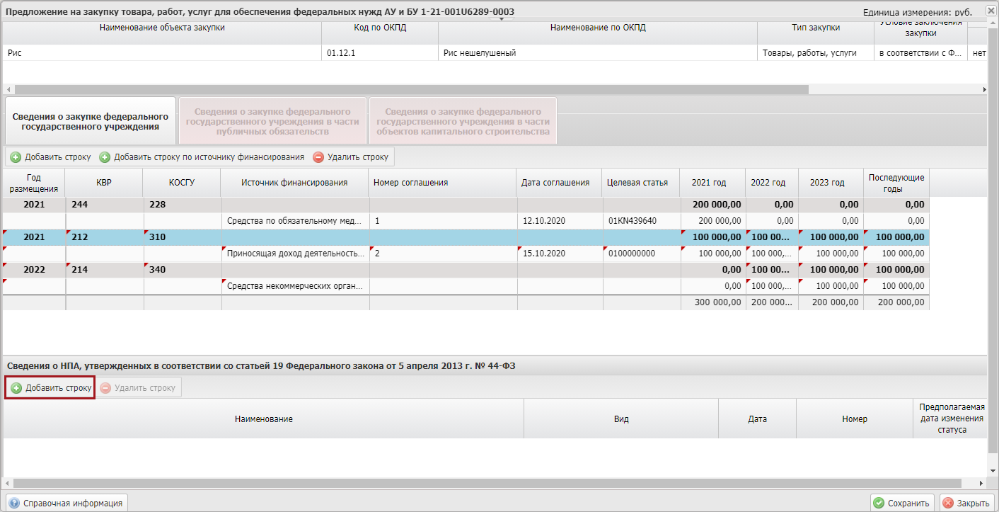 Предложение на закупку товара, работ, услуг для обеспечения федеральных нужд АУ и БУ 1-21-001U6289-0003
Единица измерения: руб.
Наименование объекта закупки
Код по ОКПД
Наименование по ОКПД
Тип закупки
Условие заключения
закупки
Рис
01.12.1
Рис нешелушеный
Товары, работы, услуги
в соответствии с Ф...
нет
Сведения о закупке федерального
государственного учреждения
Сведения о закупке федерального
государственного учреждения в части
публичных обязательств
Сведения о закупке федерального
государственного учреждения в части
объектов капитального строительства
Добавить строку
Добавить строку по источнику финансирования
Удалить строку
Год
размещения
КВР
КОСГУ
Источник финансирования
Номер соглашения
Дата соглашения
Целевая статья
2021 год
2022 год
2023 год
Последующие
годы
2021 244 228 200 000,00 0,00 0,00 0,00
Средства по обязательному мед... 1 12.10.2020 01KN439640 200 000,00 0,00 0,00 0,00
2021 212 310 100 000,00 100 00... 100 000,00 100 000,00
Приносящая доход деятельность... 2 15.10.2020 0100000000 100 000,00 100 000,... 100 000,00 100 000,00
2022 214 340 0,00 100 00... 100 000,00 100 000,00
Средства некоммерческих орган... 0,00 100 000,... 100 000,00 100 000,00
300 000,00 200 000... 200 000,00 200 000,00
Сведения о НПА, утвержденных в соответствии со статьей 19 Федерального закона от 5 апреля 2013 г. № 44-ФЗ
Добавить строку
Удалить строку
Наименование
Вид
Дата
Номер
Предполагаемая
дата изменения
статуса
Справочная информация
Сохранить
Закрыть